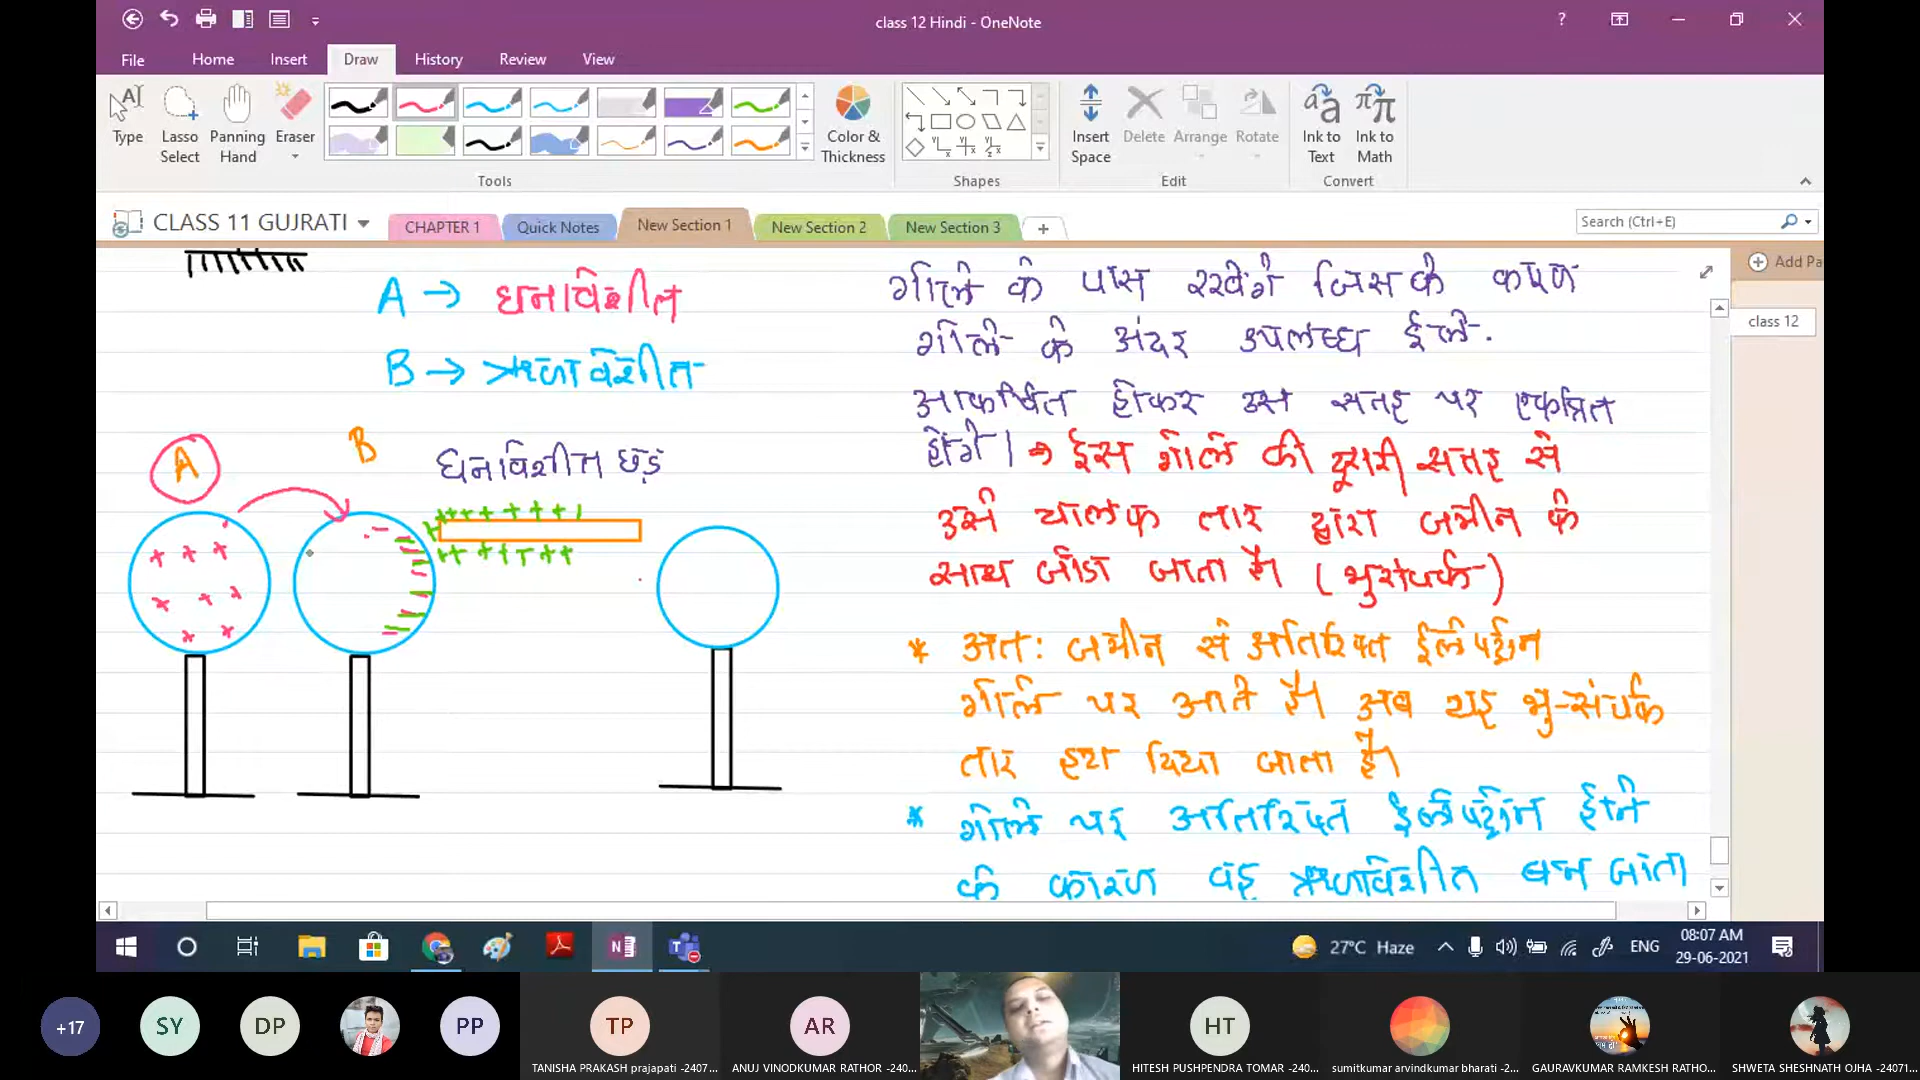 class 12 Hindi - OneNote
File Home Insert Draw History Review View
Type
Lasso Select
Panning Hand
Eraser
Color & Thickness
Insert Space
Delete
Arrange
Rotate
Ink to Text
Ink to Math
Tools
Shapes
Edit
Convert
CLASS 11 GUJRATI
CHAPTER 1
Quick Notes
New Section 1
New Section 2
New Section 3
Search (Ctrl+E)
Add Pa
class 12
A → धनविशीत
B → ऋणविशीत
A
B
धनविशीत छड़
गोले के पास रखेंगे जिस के कारण
गोले के अंदर उपलब्ध ईले.
आकर्षित होकर उस सतह पर एकत्रित
होंगे। → ईस गोले की दूसरी सतह से
उसे चालक तार द्वारा जमीन के
साथ जोडा जाता है। (भुसंपर्क)
* अत: जमीन से अतिरिक्त ईलेक्ट्रोन
गोले पर आते है। अब यह भु-संपर्क
तार हटा दिया जाता है।
* गोले पर अतिरिक्त ईलेक्ट्रोन होने
के कारण वह ऋणविशीत बन जाता
27°C Haze
ENG
08:07 AM
29-06-2021
+17
SY
DP
PP
TP
AR
HT
TANISHA PRAKASH prajapati -2407...
ANUJ VINODKUMAR RATHOR -240...
HITESH PUSHPENDRA TOMAR -240...
sumitkumar arvindkumar bharati -2...
GAURAVKUMAR RAMKESH RATHO...
SHWETA SHESHNATH OJHA -24071...